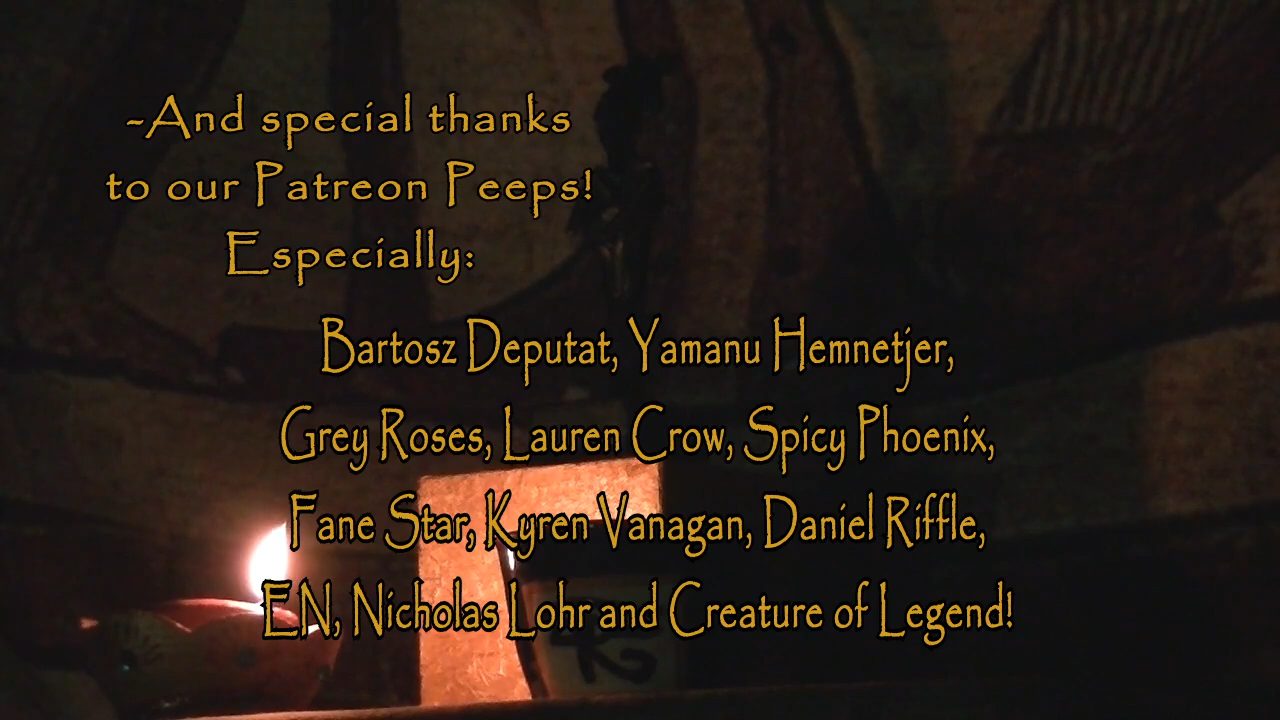 -And special thanks
to our Patreon Peeps!
Especially:
Bartosz Deputat, Yamanu Hemnetjer,
Grey Roses, Lauren Crow, Spicy Phoenix,
Fane Star, Kyren Vanagan, Daniel Riffle,
EN, Nicholas Lohr and Creature of Legend!